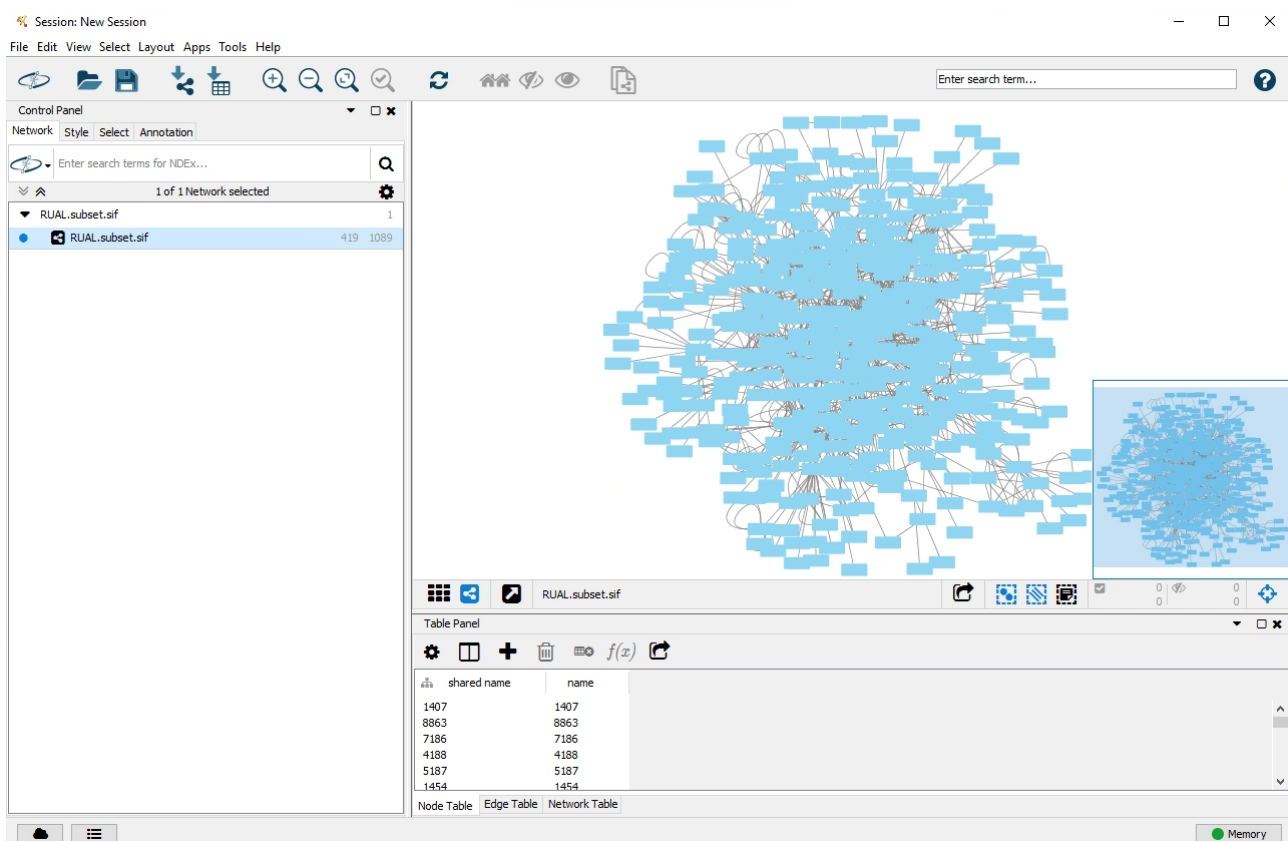 Session: New Session
File Edit View Select Layout Apps Tools Help
Enter search term...
Control Panel
Network Style Select Annotation
Enter search terms for NDEx...
1 of 1 Network selected
RUAL.subset.sif 1
RUAL.subset.sif 419 1089
RUAL.subset.sif
0 0
0 0
Table Panel
f(x)
shared name name
1407 1407
8863 8863
7186 7186
4188 4188
5187 5187
1454 1454
Node Table Edge Table Network Table
Memory